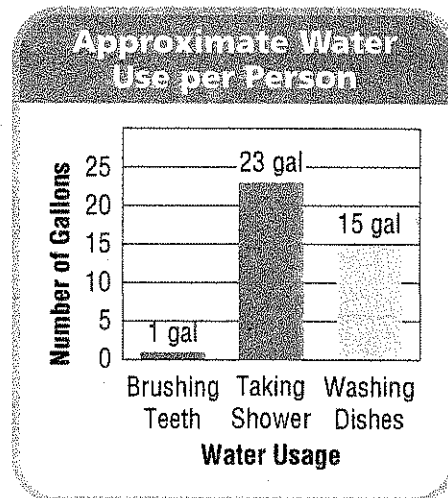 Approximate Water
Use per Person
Number of Gallons
25
20
15
10
5
0
1 gal
23 gal
15 gal
Brushing Teeth
Taking Shower
Washing Dishes
Water Usage